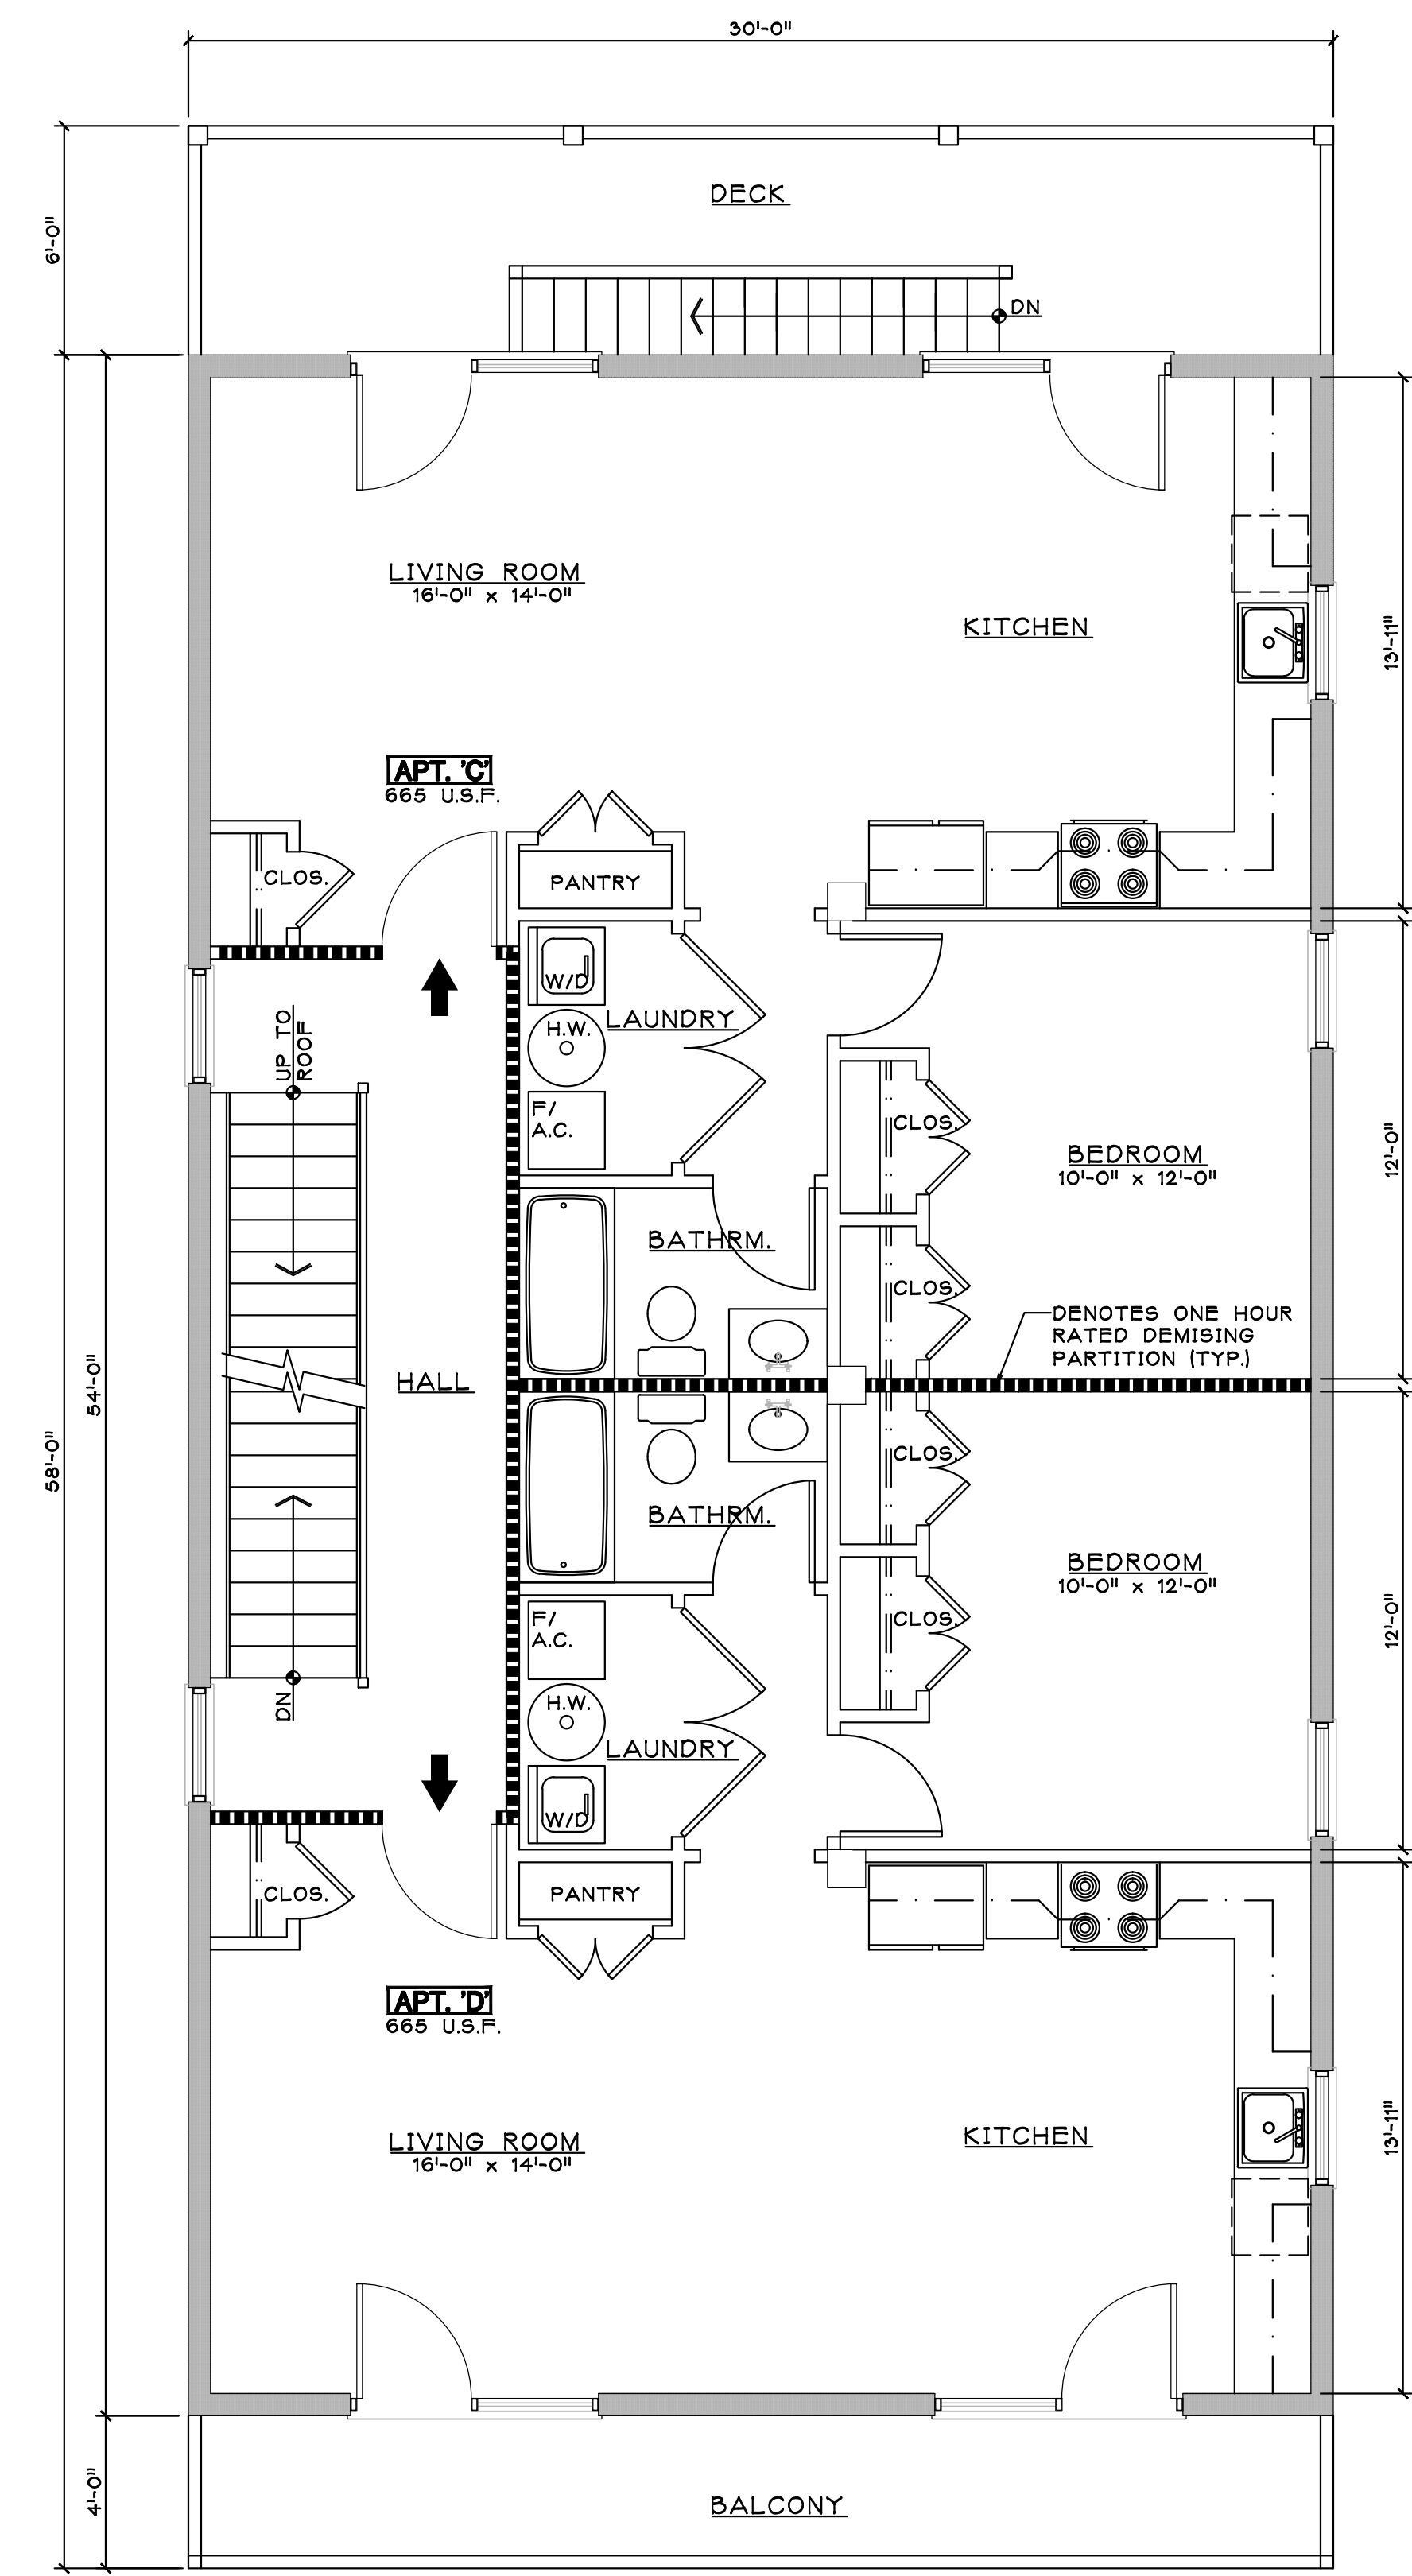 30'-0"
DECK
6'-0"
DN
LIVING ROOM
16'-0" x 14'-0"
KITCHEN
13'-11"
APT. 'C'
665 U.S.F.
CLOS.
PANTRY
W/D
LAUNDRY
H.W.
UP TO
ROOF
F/
A.C.
CLOS.
BEDROOM
10'-0" x 12'-0"
12'-0"
BATHRM.
CLOS.
DENOTES ONE HOUR
RATED DEMISING
PARTITION (TYP.)
HALL
54'-0"
58'-0"
CLOS.
BATHRM.
BEDROOM
10'-0" x 12'-0"
12'-0"
F/
A.C.
CLOS.
H.W.
DN
LAUNDRY
W/D
CLOS.
PANTRY
APT. 'D'
665 U.S.F.
LIVING ROOM
16'-0" x 14'-0"
KITCHEN
13'-11"
4'-0"
BALCONY